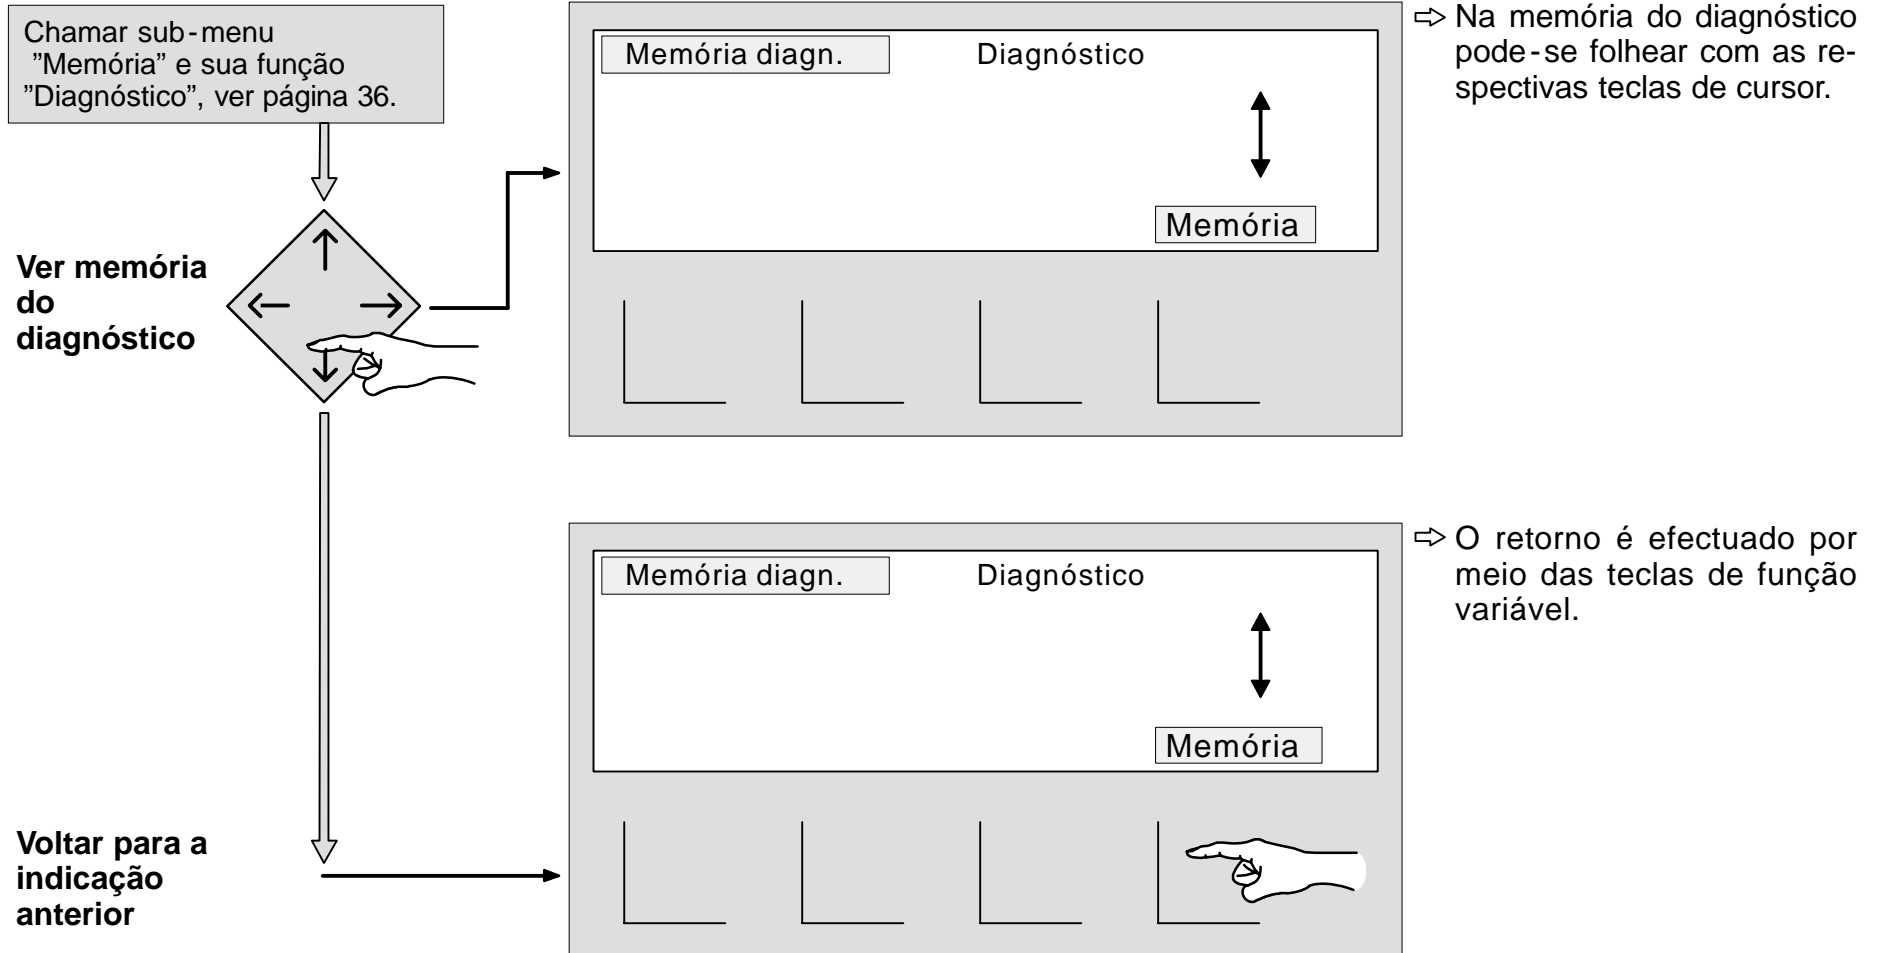 Chamar sub-menu
"Memória" e sua função
"Diagnóstico", ver página 36.
Ver memória
do
diagnóstico
Memória diagn. Diagnóstico
Memória
⇨ Na memória do diagnóstico
pode-se folhear com as re-
spectivas teclas de cursor.
Voltar para a
indicação
anterior
Memória diagn. Diagnóstico
Memória
⇨ O retorno é efectuado por
meio das teclas de função
variável.